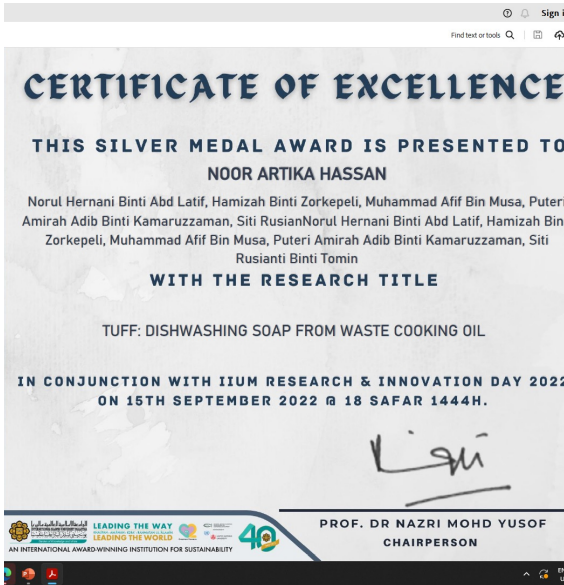 Sign i
Find text or tools
CERTIFICATE OF EXCELLENCE
THIS SILVER MEDAL AWARD IS PRESENTED TO
NOOR ARTIKA HASSAN
Norul Hernani Binti Abd Latif, Hamizah Binti Zorkepeli, Muhammad Afif Bin Musa, Puteri
Amirah Adib Binti Kamaruzzaman, Siti RusianNorul Hernani Binti Abd Latif, Hamizah Bin
Zorkepeli, Muhammad Afif Bin Musa, Puteri Amirah Adib Binti Kamaruzzaman, Siti
Rusianti Binti Tomin
WITH THE RESEARCH TITLE
TUFF: DISHWASHING SOAP FROM WASTE COOKING OIL
IN CONJUNCTION WITH IIUM RESEARCH & INNOVATION DAY 2022
ON 15TH SEPTEMBER 2022 @ 18 SAFAR 1444H.
PROF. DR NAZRI MOHD YUSOF
CHAIRPERSON
LEADING THE WAY
LEADING THE WORLD
40
AN INTERNATIONAL AWARD-WINNING INSTITUTION FOR SUSTAINABILITY
EN